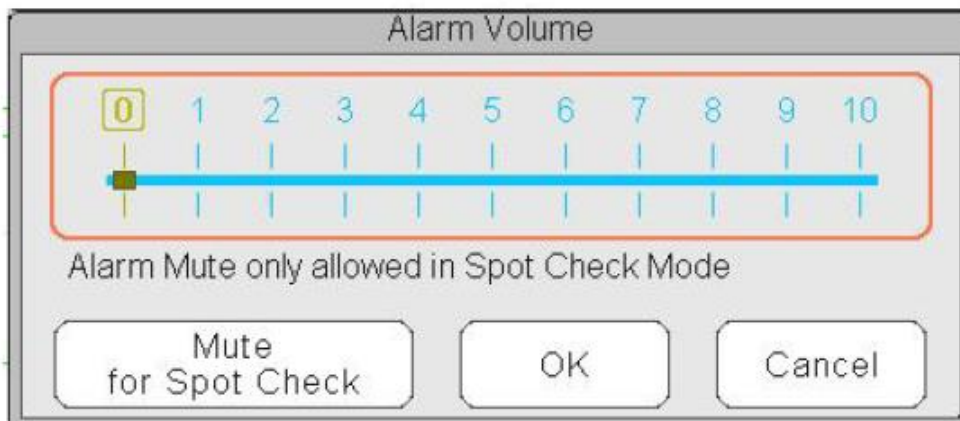 Alarm Volume
0 1 2 3 4 5 6 7 8 9 10
Alarm Mute only allowed in Spot Check Mode
Mute
for Spot Check
OK
Cancel